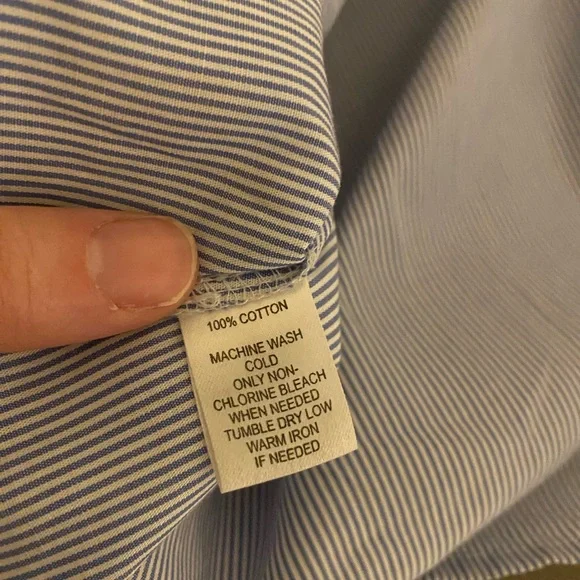 100% COTTON
MACHINE WASH
COLD
ONLY NON-
CHLORINE BLEACH
WHEN NEEDED
TUMBLE DRY LOW
WARM IRON
IF NEEDED